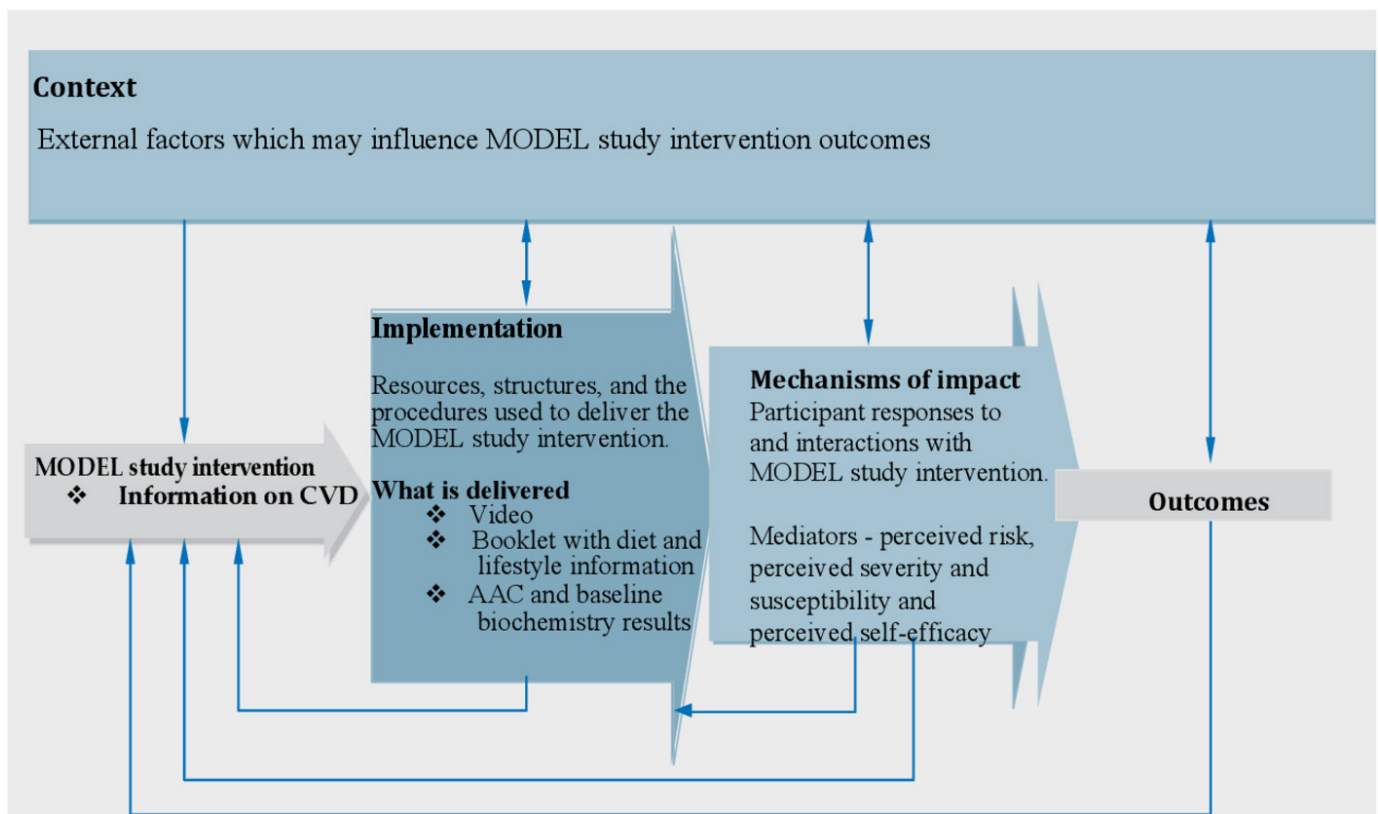 Context
External factors which may influence MODEL study intervention outcomes
MODEL study intervention
❖ Information on CVD
Implementation
Resources, structures, and the
procedures used to deliver the
MODEL study intervention.
What is delivered
❖ Video
❖ Booklet with diet and
lifestyle information
❖ AAC and baseline
biochemistry results
Mechanisms of impact
Participant responses to
and interactions with
MODEL study intervention.
Mediators - perceived risk,
perceived severity and
susceptibility and
perceived self-efficacy
Outcomes